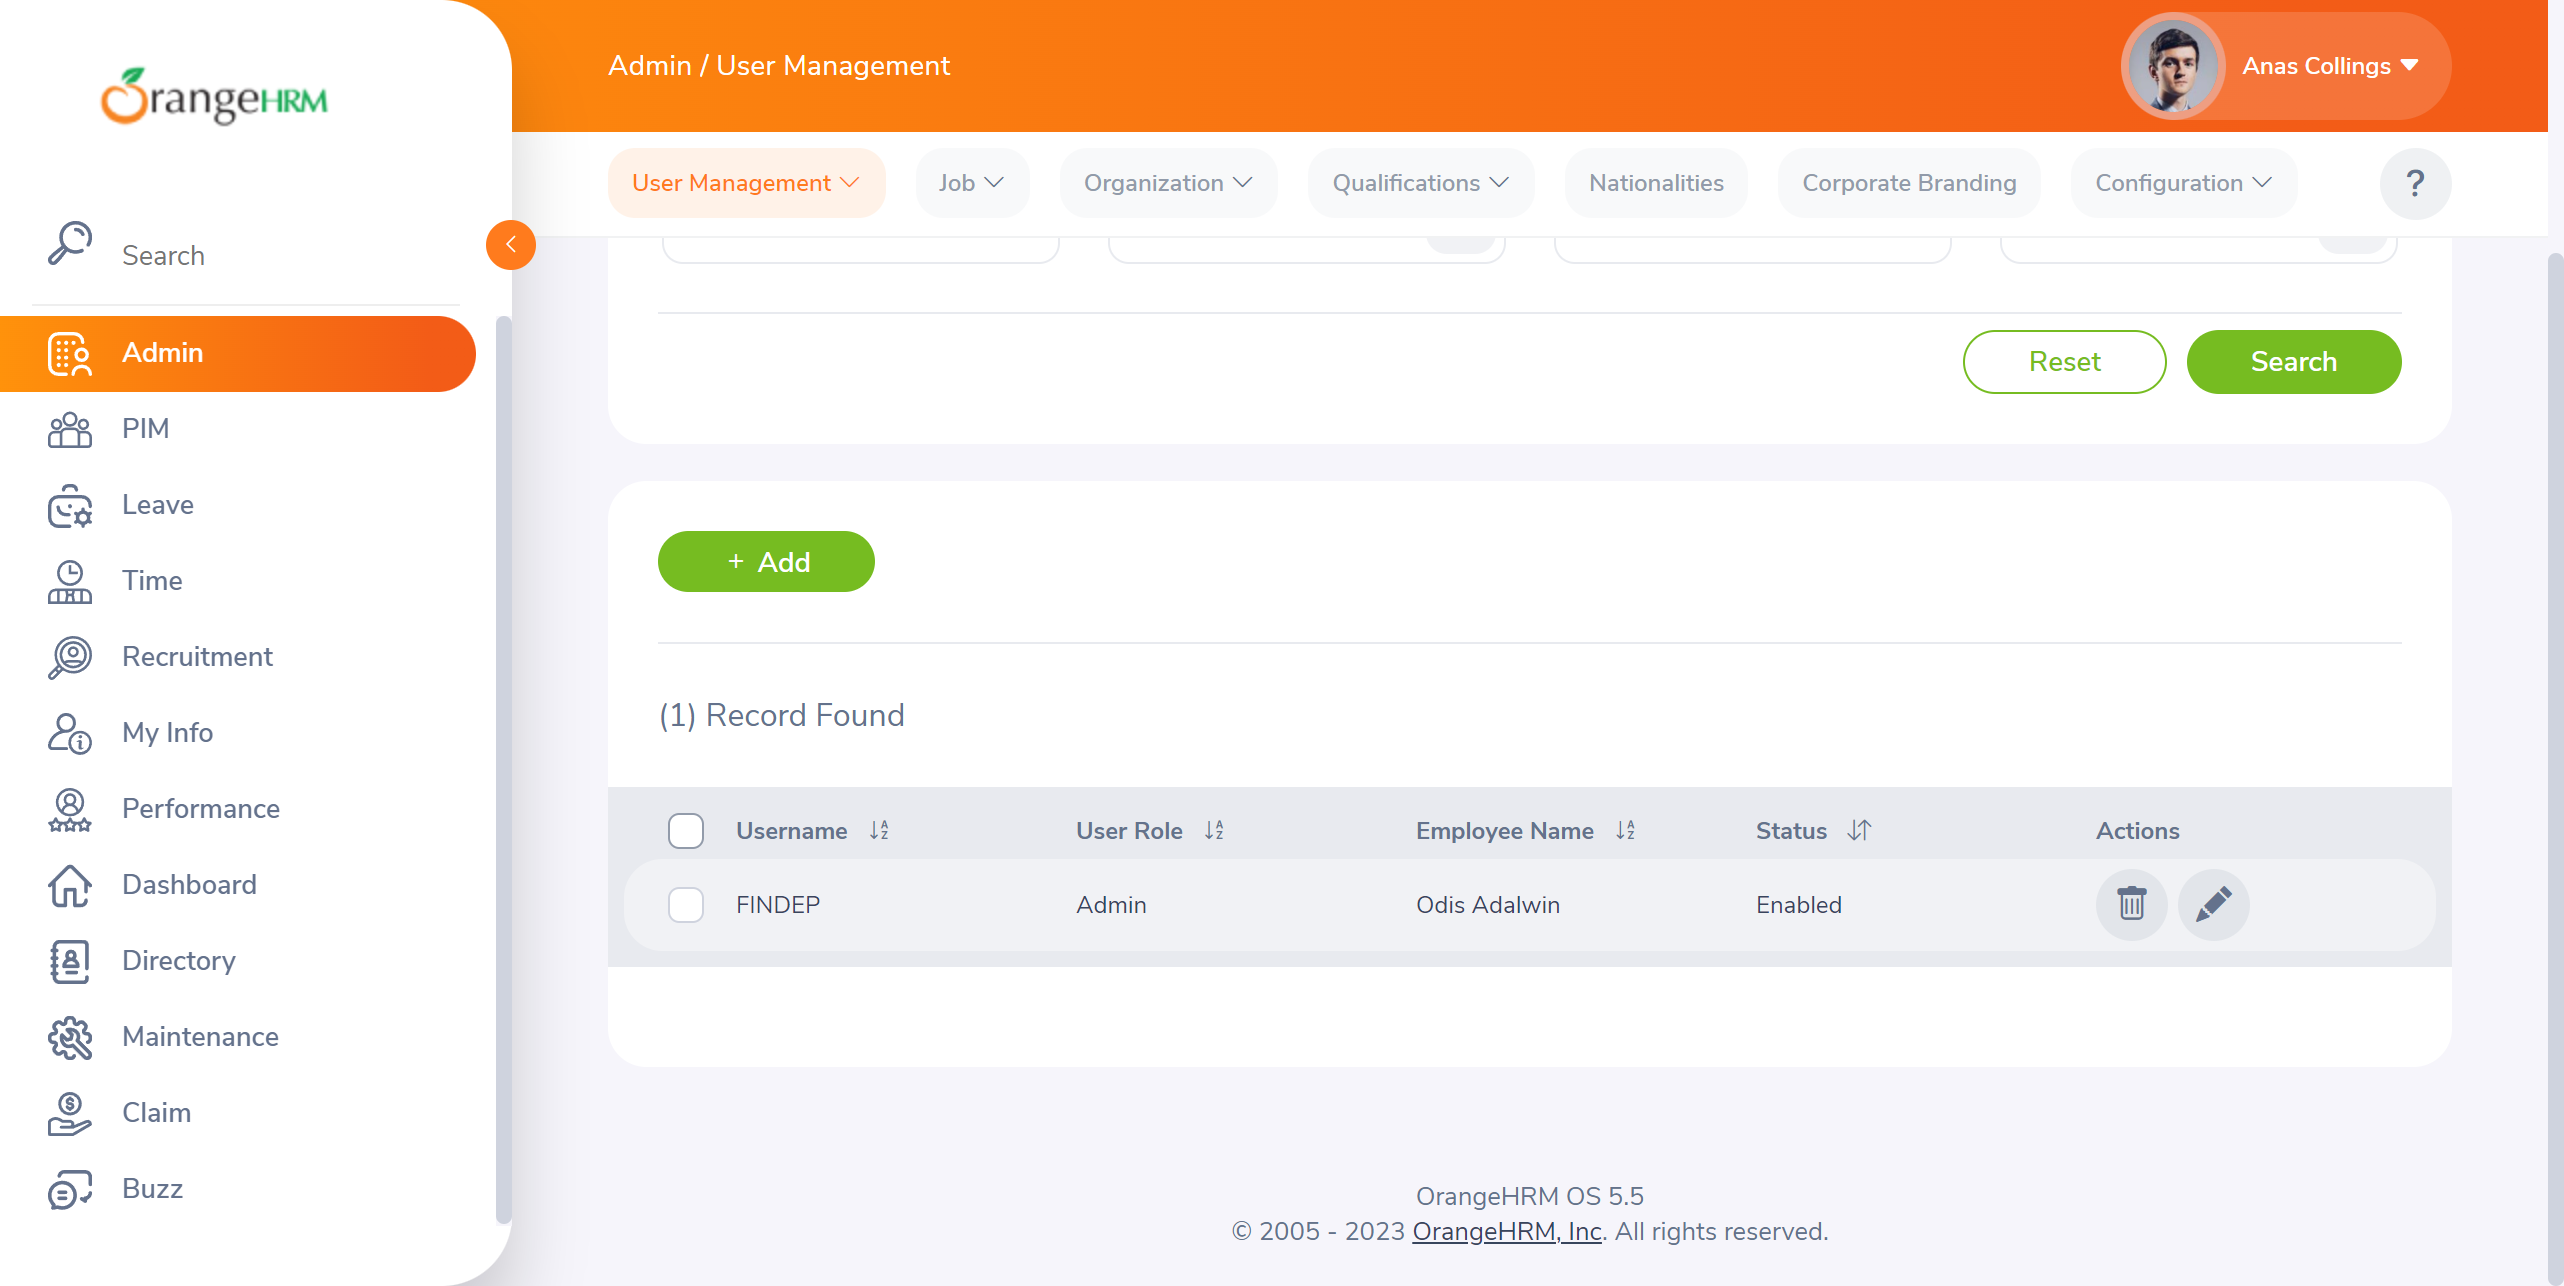 OrangeHRM
Search
Admin
PIM
Leave
Time
Recruitment
My Info
Performance
Dashboard
Directory
Maintenance
Claim
Buzz
Admin / User Management
Anas Collings
User Management
Job
Organization
Qualifications
Nationalities
Corporate Branding
Configuration
?
Reset
Search
+ Add
(1) Record Found
Username User Role Employee Name Status Actions
FINDEP Admin Odis Adalwin Enabled
OrangeHRM OS 5.5
© 2005 - 2023 OrangeHRM, Inc. All rights reserved.